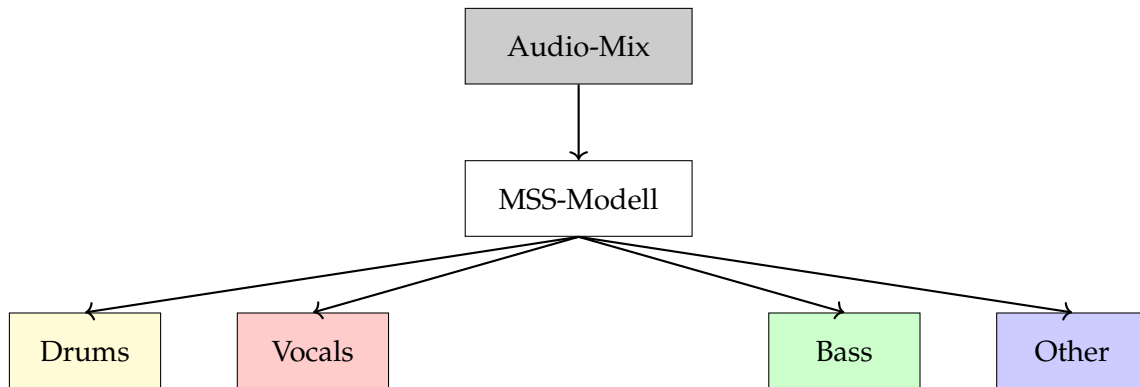 Audio-Mix
MSS-Modell
Drums
Vocals
Bass
Other